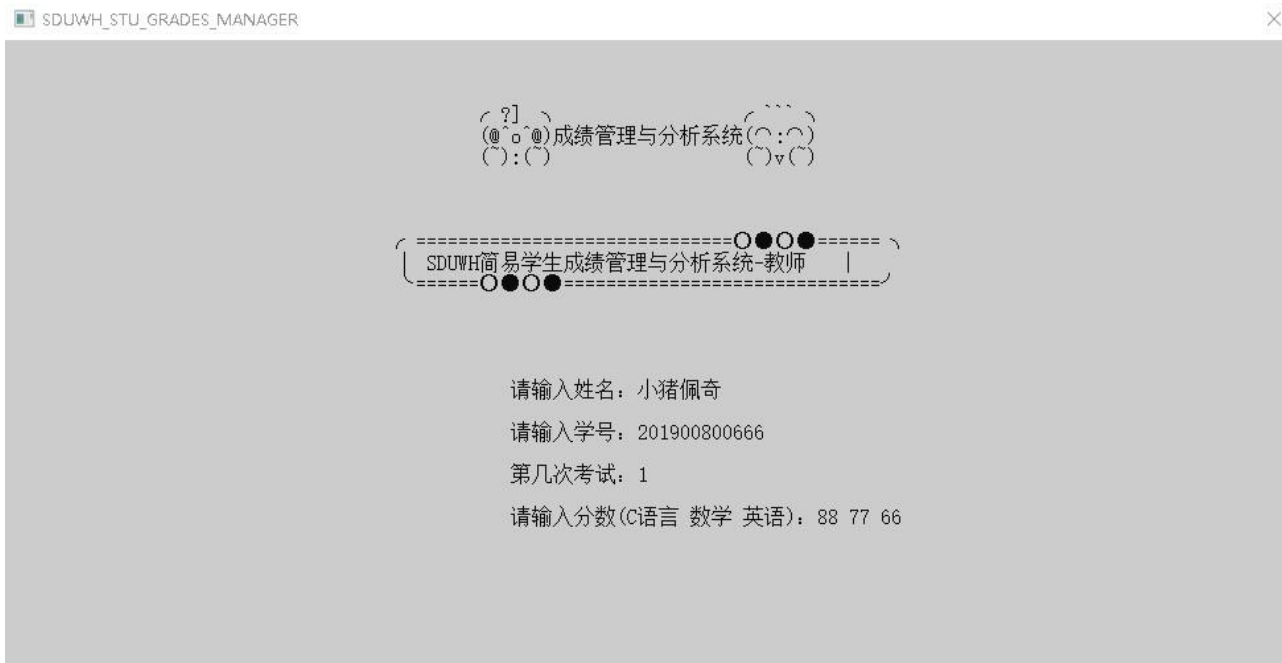 SDUWH_STU_GRADES_MANAGER
╭ ?] ╮ ╭ ``` ╮
(@^o^@)成绩管理与分析系统(⌒:⌒)
(~):(~) (~)v(~)
╭ ==============================○●○●====== ╮
│ SDUWH简易学生成绩管理与分析系统-教师 │
╰======○●○●==============================╯
请输入姓名：小猪佩奇
请输入学号：201900800666
第几次考试：1
请输入分数(C语言 数学 英语)：88 77 66